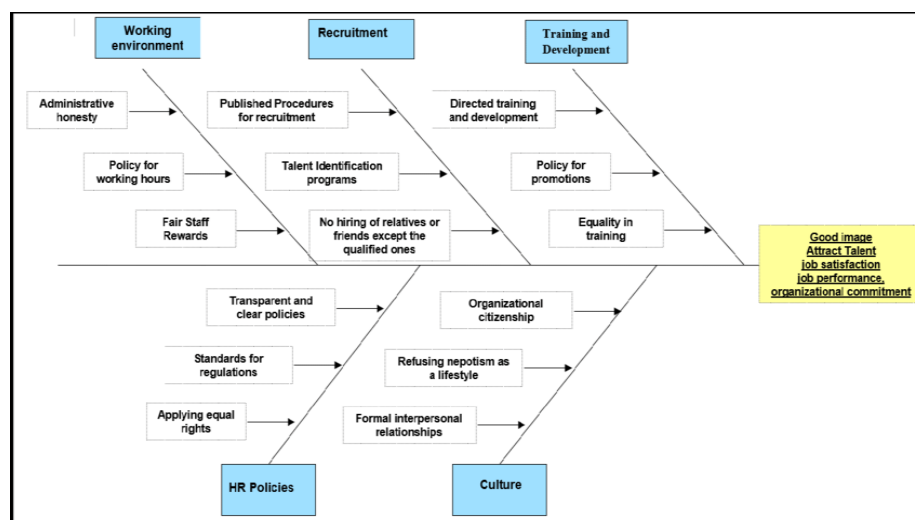 Working
environment
Recruitment
Training and
Development
Administrative
honesty
Published Procedures
for recruitment
Directed training
and development
Policy for
working hours
Talent Identification
programs
Policy for
promotions
Fair Staff
Rewards
No hiring of relatives or
friends except the
qualified ones
Equality in
training
Good image
Attract Talent
job satisfaction
job performance,
organizational commitment
Transparent and
clear policies
Organizational
citizenship
Standards for
regulations
Refusing nepotism as
a lifestyle
Applying equal
rights
Formal interpersonal
relationships
HR Policies
Culture